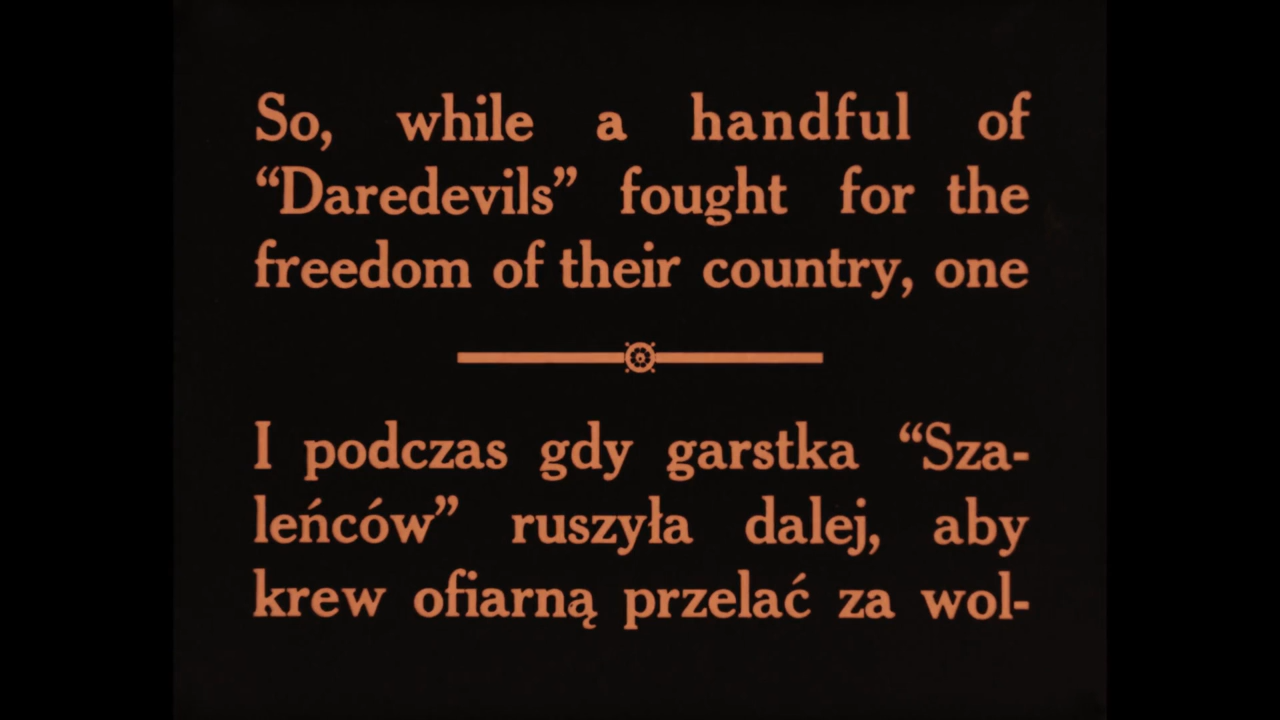 So, while a handful of
“Daredevils” fought for the
freedom of their country, one
I podczas gdy garstka “Sza-
leńców” ruszyła dalej, aby
krew ofiarną przelać za wol-